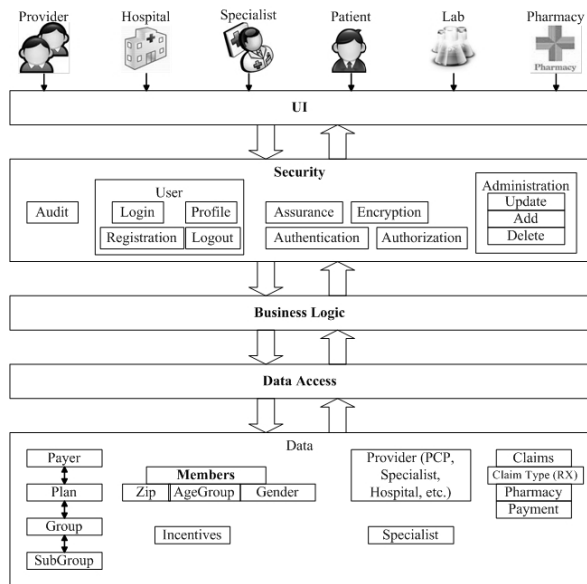 Provider
Hospital
Specialist
Patient
Lab
Pharmacy
Pharmacy
UI
Security
User
Administration
Audit
Login
Profile
Assurance
Encryption
Update
Add
Registration
Logout
Authentication
Authorization
Delete
Business Logic
Data Access
Data
Payer
Plan
Group
SubGroup
Members
Zip
AgeGroup
Gender
Incentives
Provider (PCP,
Specialist,
Hospital, etc.)
Specialist
Claims
Claim Type (RX)
Pharmacy
Payment